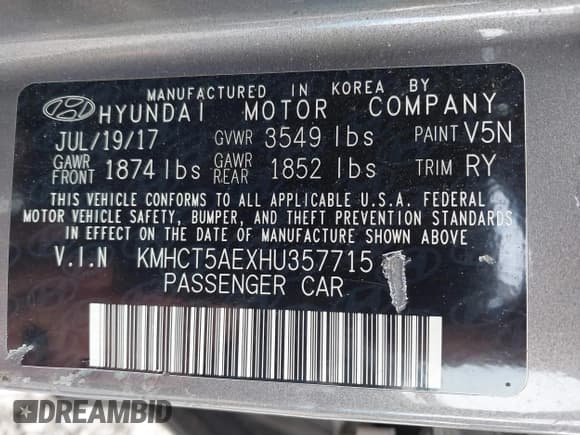 MANUFACTURED IN KOREA BY
HYUNDAI MOTOR COMPANY
JUL/19/17 GVWR 3549 lbs PAINT V5N
GAWR FRONT 1874 lbs GAWR REAR 1852 lbs TRIM RY
THIS VEHICLE CONFORMS TO ALL APPLICABLE U.S.A. FEDERAL
MOTOR VEHICLE SAFETY, BUMPER, AND THEFT PREVENTION STANDARDS
IN EFFECT ON THE DATE OF MANUFACTURE SHOWN ABOVE.
V.I.N KMHCT5AEXHU357715
PASSENGER CAR
DREAMBID